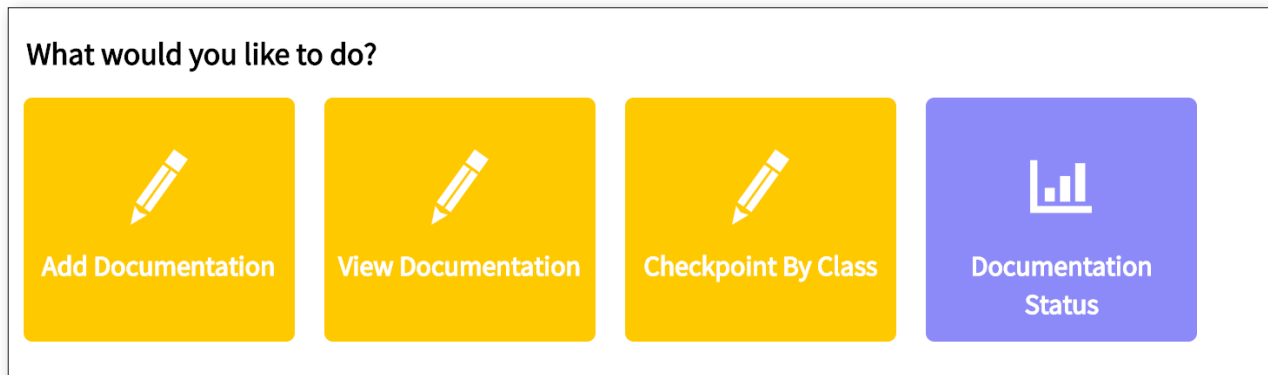 What would you like to do?
Add Documentation
View Documentation
Checkpoint By Class
Documentation
Status